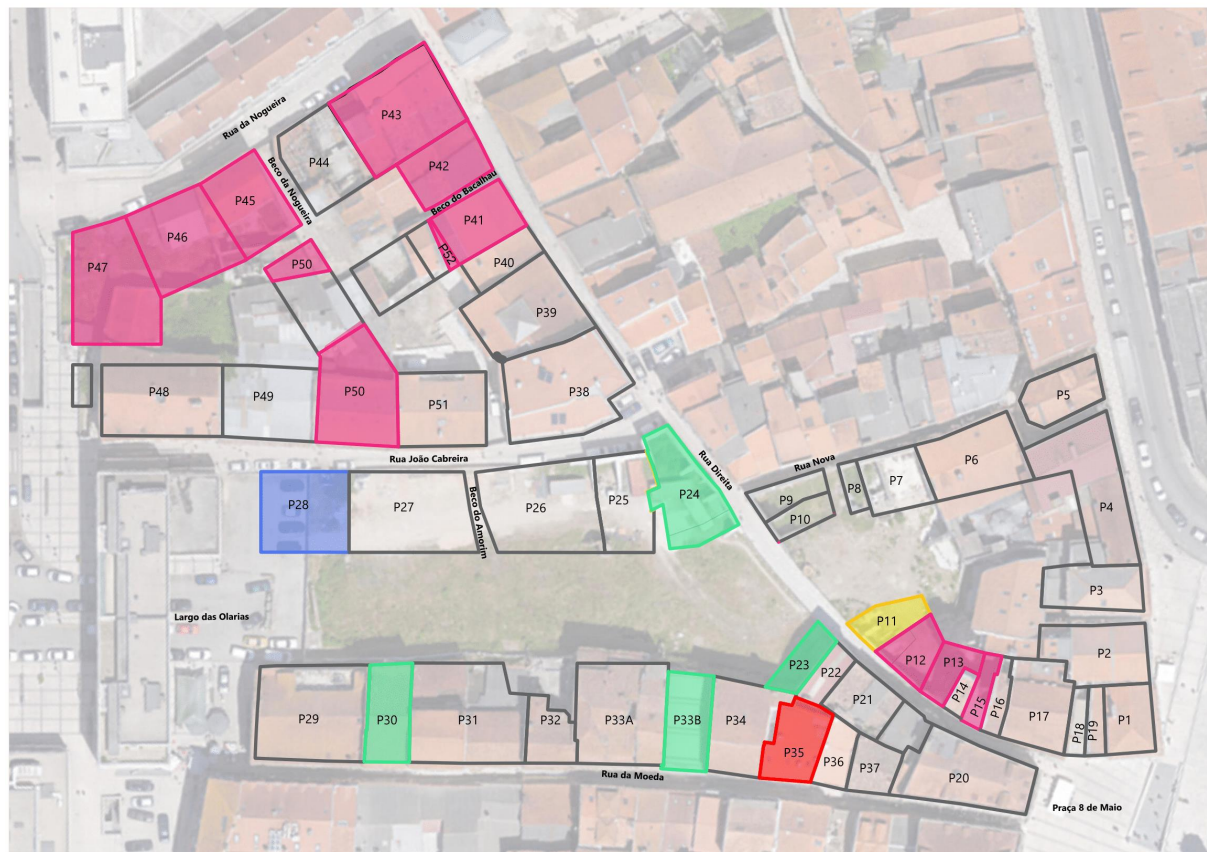 Rua da Nogueira
P43
P44
P42
Beco da Nogueira
Beco do Bacalhau
P45
P41
P46
P52
P50
P40
P47
P39
P48
P49
P50
P51
P38
P5
Rua João Cabreira
Rua Direita
Rua Nova
P6
P7
P8
P9
P10
P4
P24
P25
P26
Beco do Amorim
P27
P28
P3
Largo das Olarias
P11
P12
P13
P14
P15
P16
P17
P18
P19
P1
P2
P23
P22
P21
P29
P30
P31
P32
P33A
P33B
P34
P35
P36
P37
P20
Rua da Moeda
Praça 8 de Maio